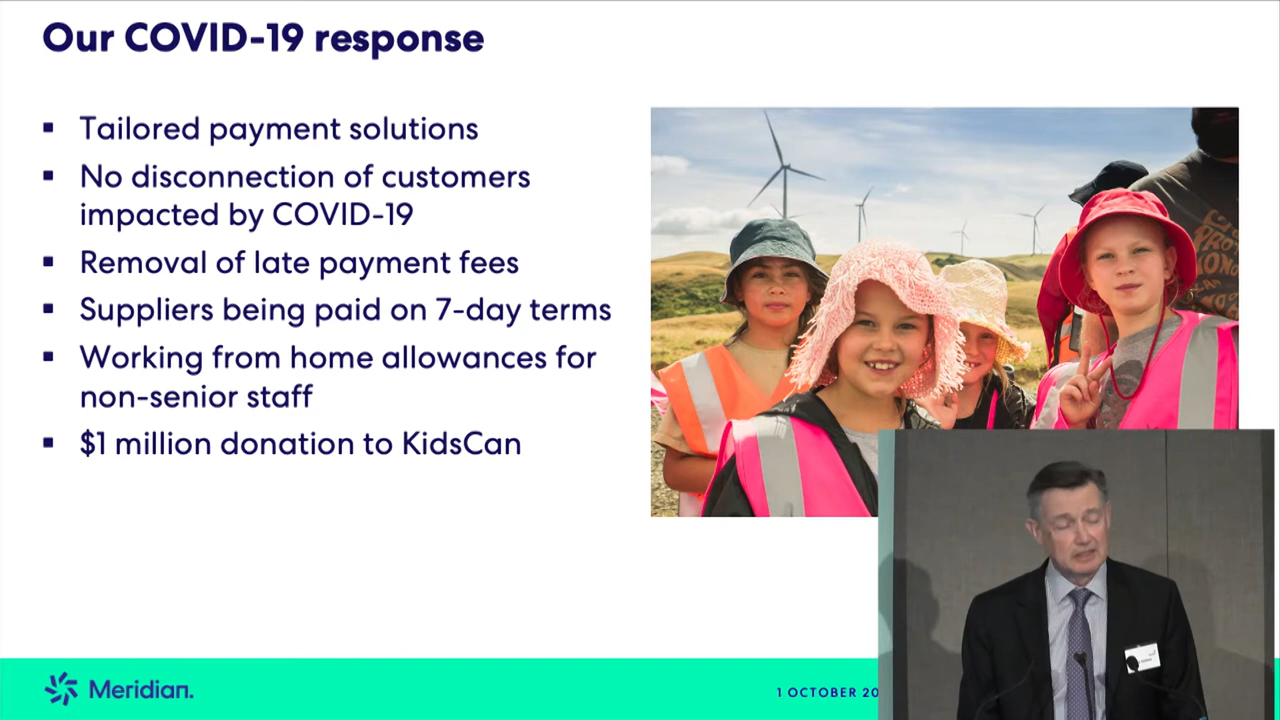 Our COVID-19 response
Tailored payment solutions
No disconnection of customers
impacted by COVID-19
Removal of late payment fees
Suppliers being paid on 7-day terms
Working from home allowances for
non-senior staff
$1 million donation to KidsCan
Meridian.
1 OCTOBER 20